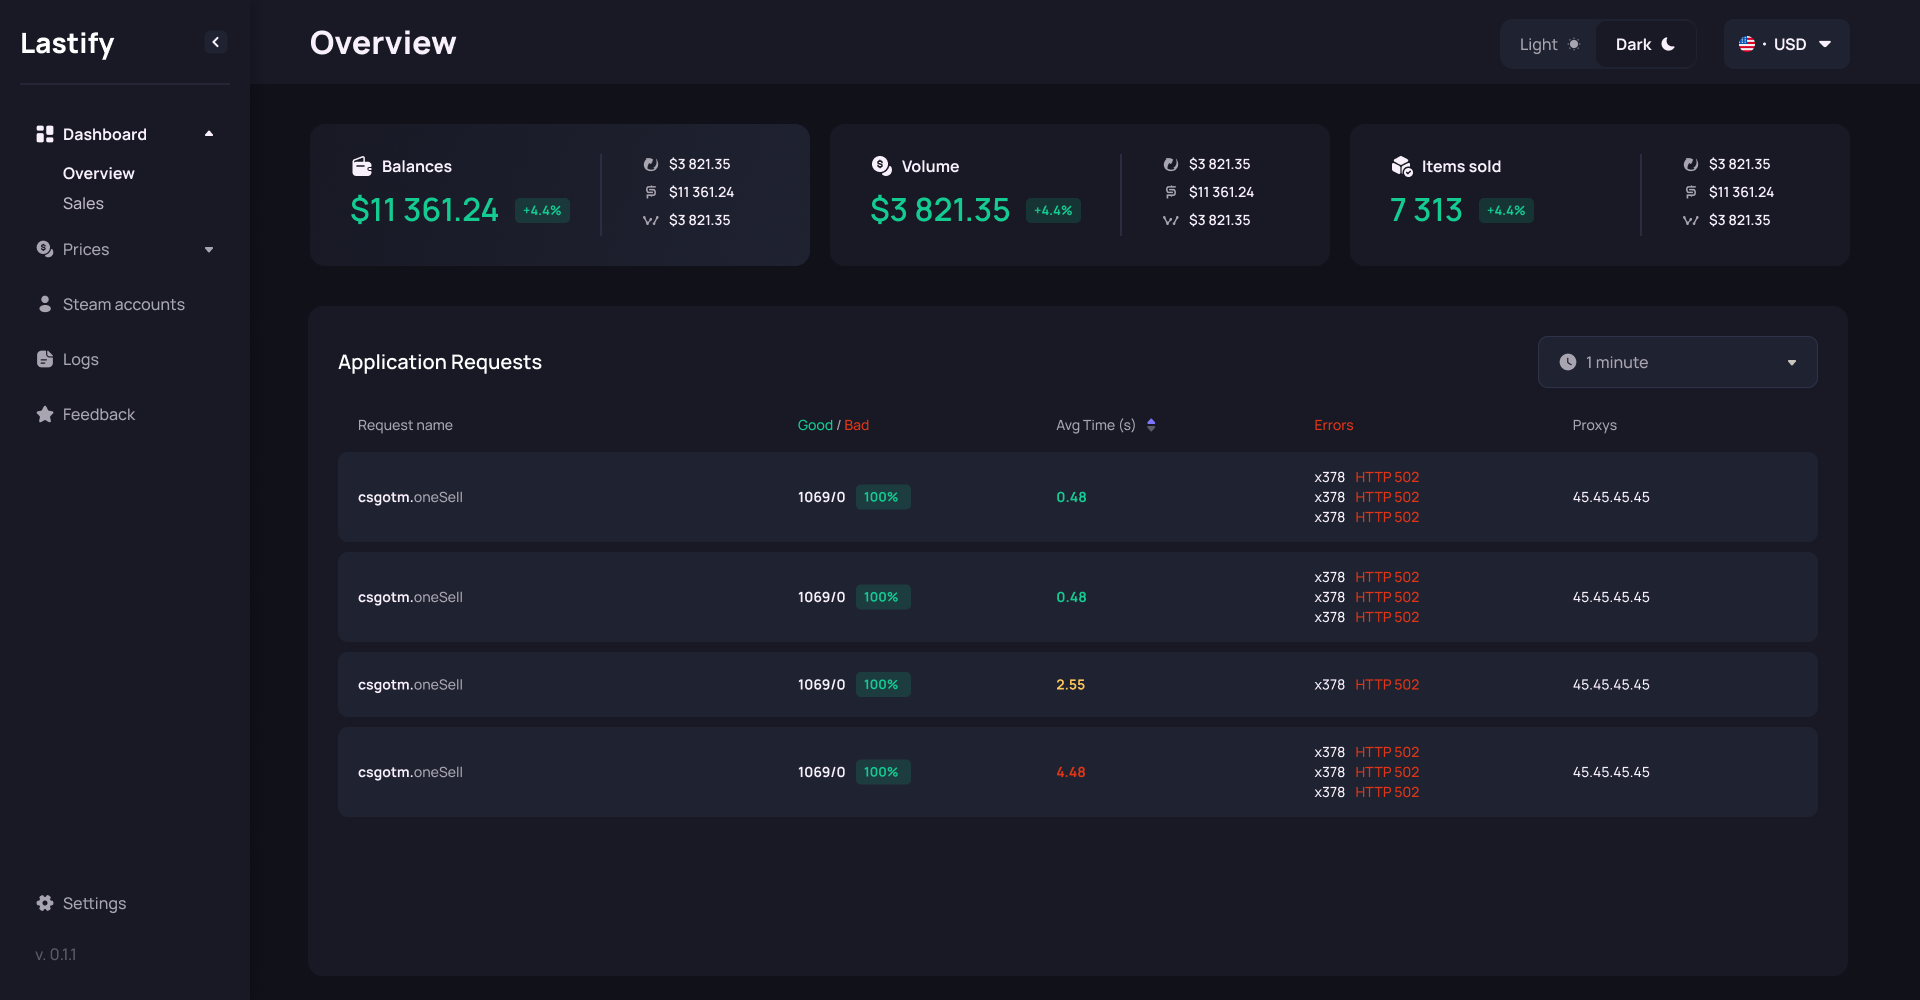 Lastify
Dashboard
Overview
Sales
Prices
Steam accounts
Logs
Feedback
Settings
v. 0.1.1
Overview
Light
Dark
· USD
Balances
$11 361.24 +4.4%
$3 821.35
$11 361.24
$3 821.35
Volume
$3 821.35 +4.4%
$3 821.35
$11 361.24
$3 821.35
Items sold
7 313 +4.4%
$3 821.35
$11 361.24
$3 821.35
Application Requests
1 minute
Request name Good / Bad Avg Time (s) Errors Proxys
csgotm.oneSell 1069/0 100% 0.48
x378 HTTP 502
x378 HTTP 502
x378 HTTP 502
45.45.45.45
csgotm.oneSell 1069/0 100% 0.48
x378 HTTP 502
x378 HTTP 502
x378 HTTP 502
45.45.45.45
csgotm.oneSell 1069/0 100% 2.55 x378 HTTP 502 45.45.45.45
csgotm.oneSell 1069/0 100% 4.48
x378 HTTP 502
x378 HTTP 502
x378 HTTP 502
45.45.45.45